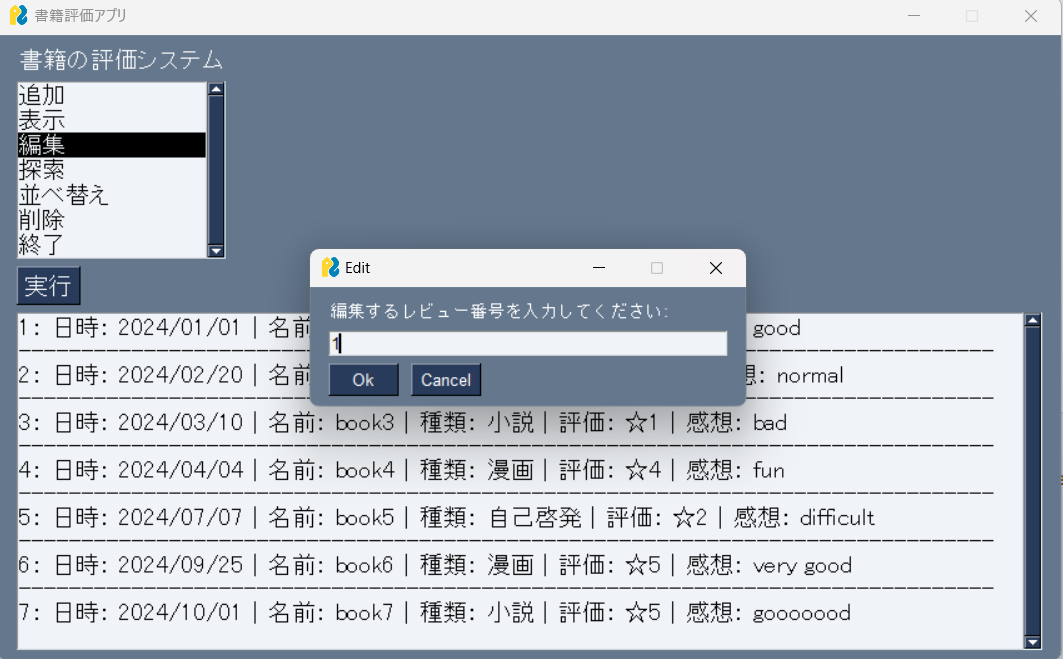 書籍評価アプリ
書籍の評価システム
追加
表示
編集
探索
並べ替え
削除
終了
実行
Edit
編集するレビュー番号を入力してください:
1
Ok
Cancel
1: 日時: 2024/01/01 | 名前 good
2: 日時: 2024/02/20 | 名前 想: normal
3: 日時: 2024/03/10 | 名前: book3 | 種類: 小説 | 評価: ☆1 | 感想: bad
4: 日時: 2024/04/04 | 名前: book4 | 種類: 漫画 | 評価: ☆4 | 感想: fun
5: 日時: 2024/07/07 | 名前: book5 | 種類: 自己啓発 | 評価: ☆2 | 感想: difficult
6: 日時: 2024/09/25 | 名前: book6 | 種類: 漫画 | 評価: ☆5 | 感想: very good
7: 日時: 2024/10/01 | 名前: book7 | 種類: 小説 | 評価: ☆5 | 感想: gooooood